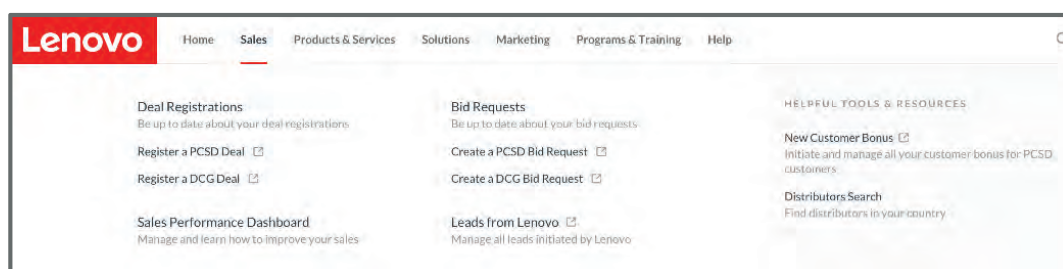 Lenovo
Home Sales Products & Services Solutions Marketing Programs & Training Help
Deal Registrations
Be up to date about your deal registrations
Register a PCSD Deal
Register a DCG Deal
Sales Performance Dashboard
Manage and learn how to improve your sales
Bid Requests
Be up to date about your bid requests
Create a PCSD Bid Request
Create a DCG Bid Request
Leads from Lenovo
Manage all leads initiated by Lenovo
HELPFUL TOOLS & RESOURCES
New Customer Bonus
Initiate and manage all your customer bonus for PCSD
customers
Distributors Search
Find distributors in your country